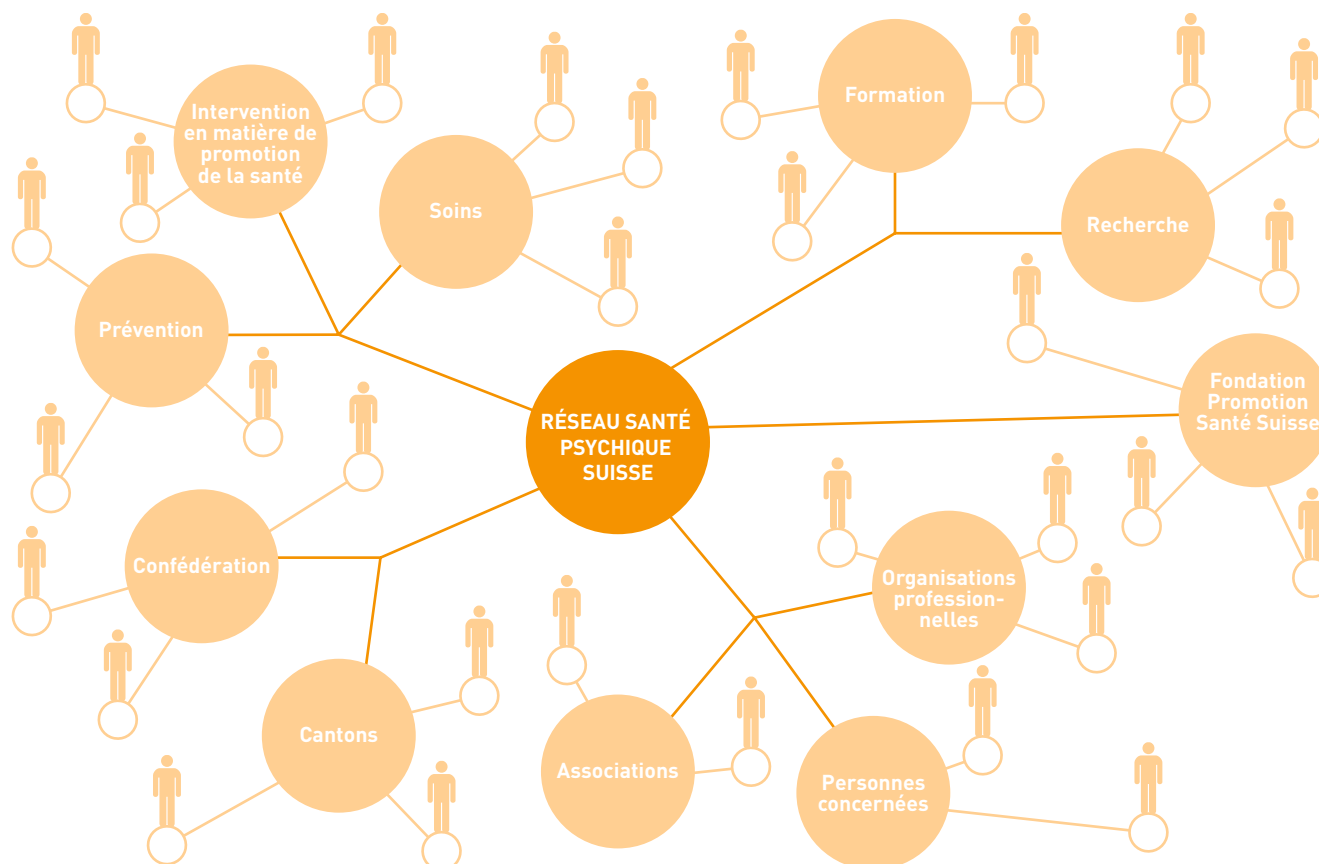 Intervention
en matière de
promotion
de la santé
Soins
Formation
Recherche
Prévention
RÉSEAU SANTÉ
PSYCHIQUE
SUISSE
Fondation
Promotion
Santé Suisse
Confédération
Organisations
profession-
nelles
Cantons
Associations
Personnes
concernées